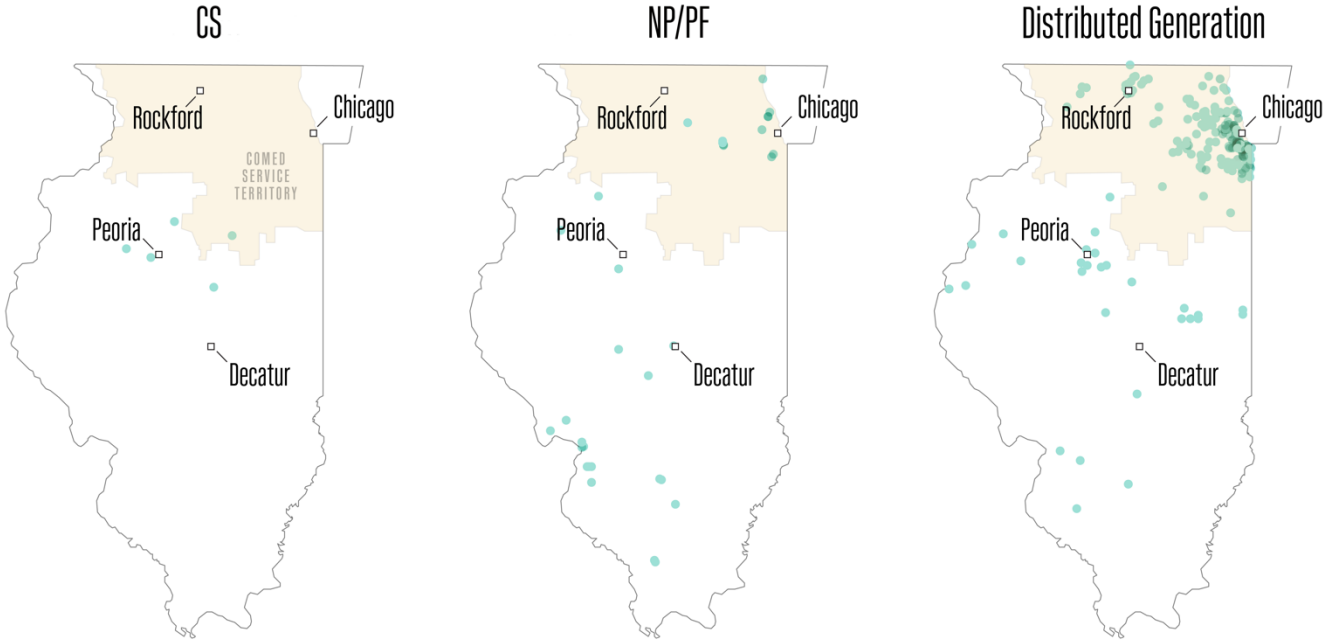 CS
Rockford
Chicago
COMED
SERVICE
TERRITORY
Peoria
Decatur
NP/PF
Rockford
Chicago
Peoria
Decatur
Distributed Generation
Rockford
Chicago
Peoria
Decatur